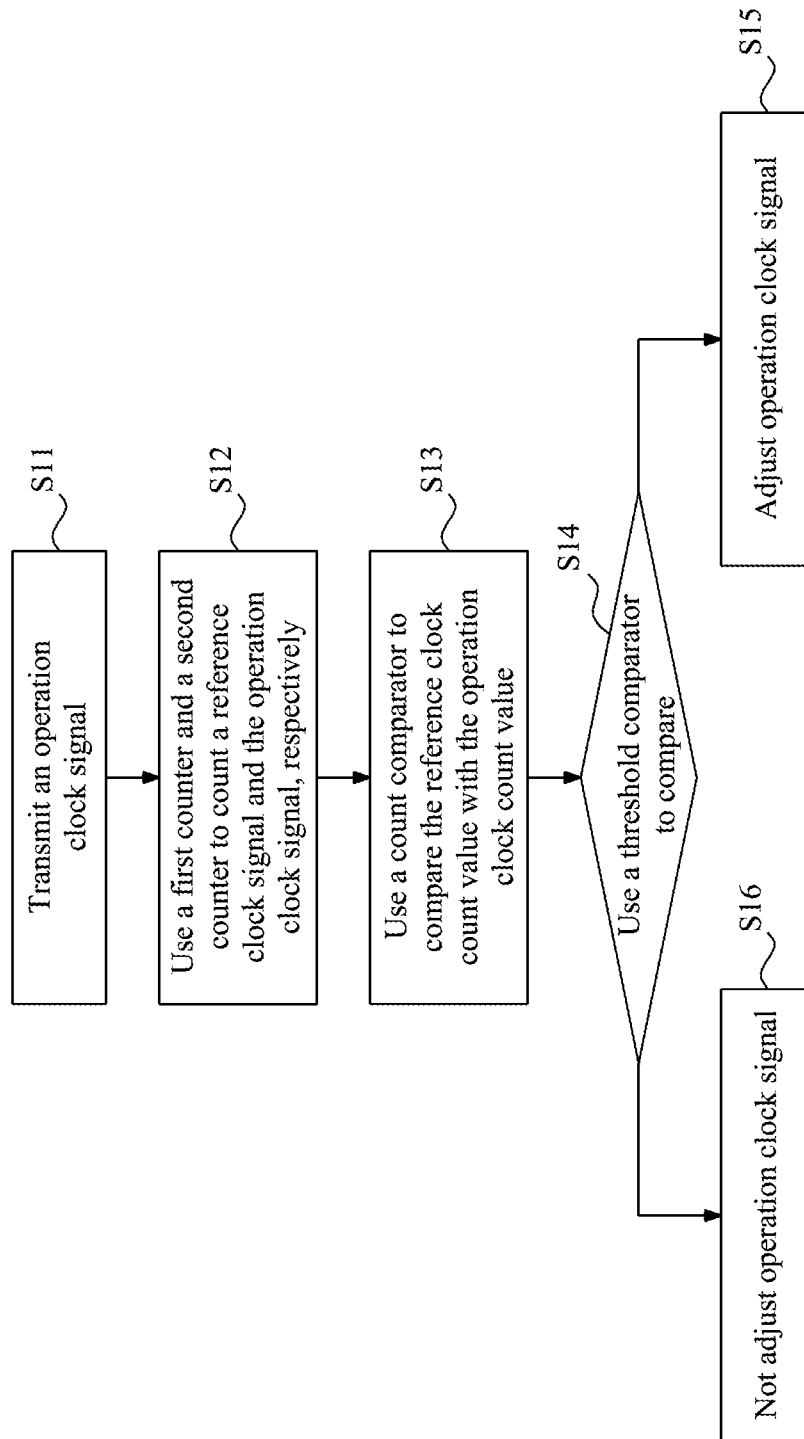 S11
Transmit an operation
clock signal
S12
Use a first counter and a second
counter to count a reference
clock signal and the operation
clock signal, respectively
S13
Use a count comparator to
compare the reference clock
count value with the operation
clock count value
S14
Use a threshold comparator
to compare
S16
Not adjust operation clock signal
S15
Adjust operation clock signal